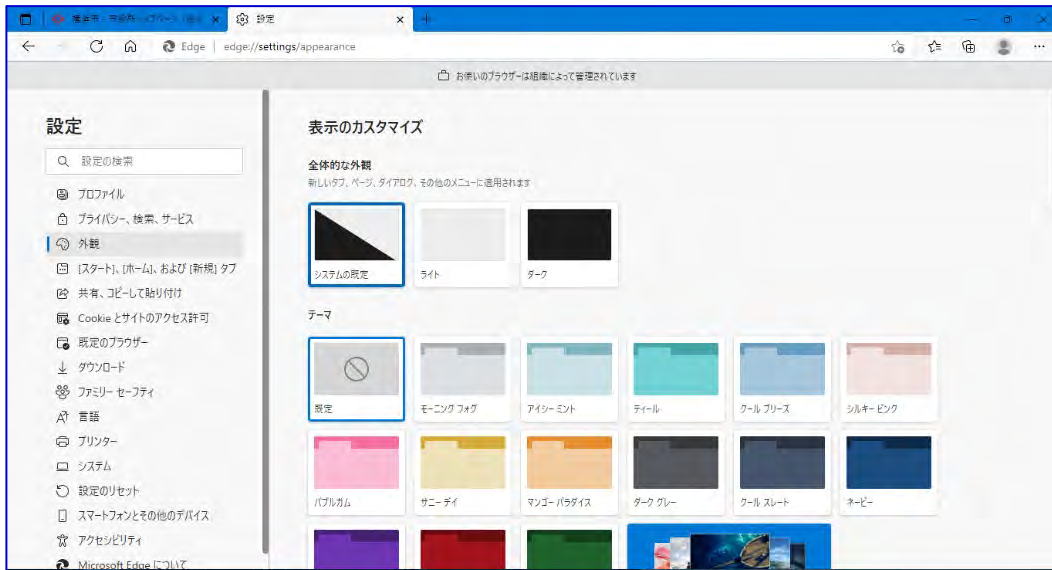 設定
Edge edge://settings/appearance
お使いのブラウザーは組織によって管理されています
設定
設定の検索
プロファイル
プライバシー、検索、サービス
外観
[スタート]、[ホーム]、および [新規] タブ
共有、コピーして貼り付け
Cookie とサイトのアクセス許可
既定のブラウザー
ダウンロード
ファミリー セーフティ
言語
プリンター
システム
設定のリセット
スマートフォンとその他のデバイス
アクセシビリティ
Microsoft Edge について
表示のカスタマイズ
全体的な外観
新しいタブ、ページ、ダイアログ、その他のメニューに適用されます
システムの既定
ライト
ダーク
テーマ
既定
モーニング フォグ
アイシー ミント
ティール
クール ブリーズ
シルキー ピンク
バブルガム
サニー デイ
マンゴー パラダイス
ダーク グレー
クール スレート
ネービー